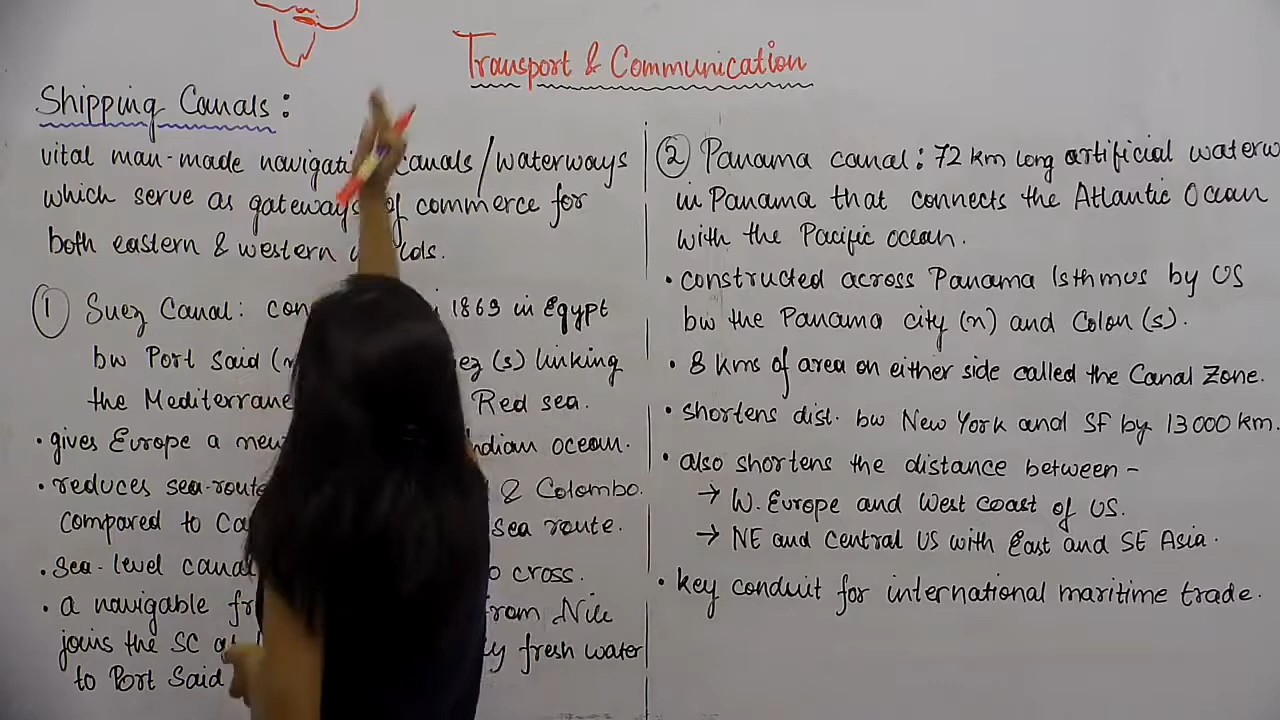 Transport & Communication
Shipping Canals:
vital man-made navigati canals/waterways
which serve as gateways of commerce for
both eastern & western lds.
① Suez Canal: con in 1869 in Egypt
bw Port Said (n ez (s) linking
the Mediterrane Red sea.
• gives Europe a new Indian ocean.
• reduces sea-route & Colombo.
compared to Ca sea route.
• sea-level canal o cross.
• a navigable fr from Nile
joins the SC at y fresh water
to Port Said
② Panama canal: 72 km long artificial waterw
in Panama that connects the Atlantic Ocean
with the Pacific ocean.
• constructed across Panama Isthmus by US
bw the Panama city (n) and Colon (s).
• 8 kms of area on either side called the Canal Zone.
• shortens dist. bw New York and SF by 13000 km.
• also shortens the distance between -
→ W. Europe and West coast of US.
→ NE and Central US with East and SE Asia.
• key conduit for international maritime trade.